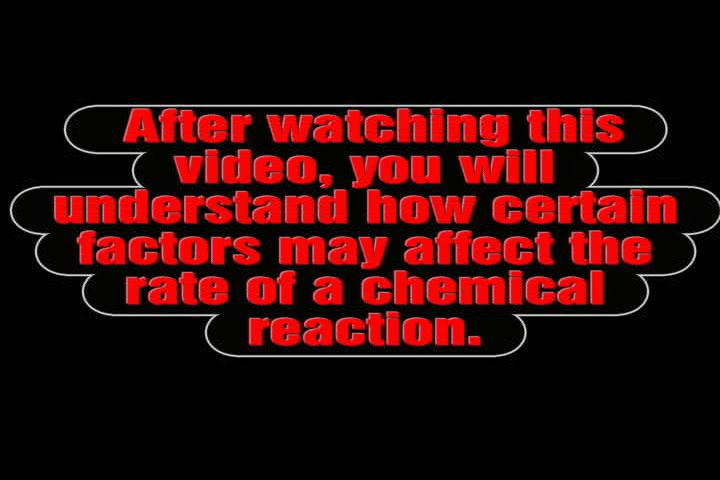 After watching this
video, you will
understand how certain
factors may affect the
rate of a chemical
reaction.